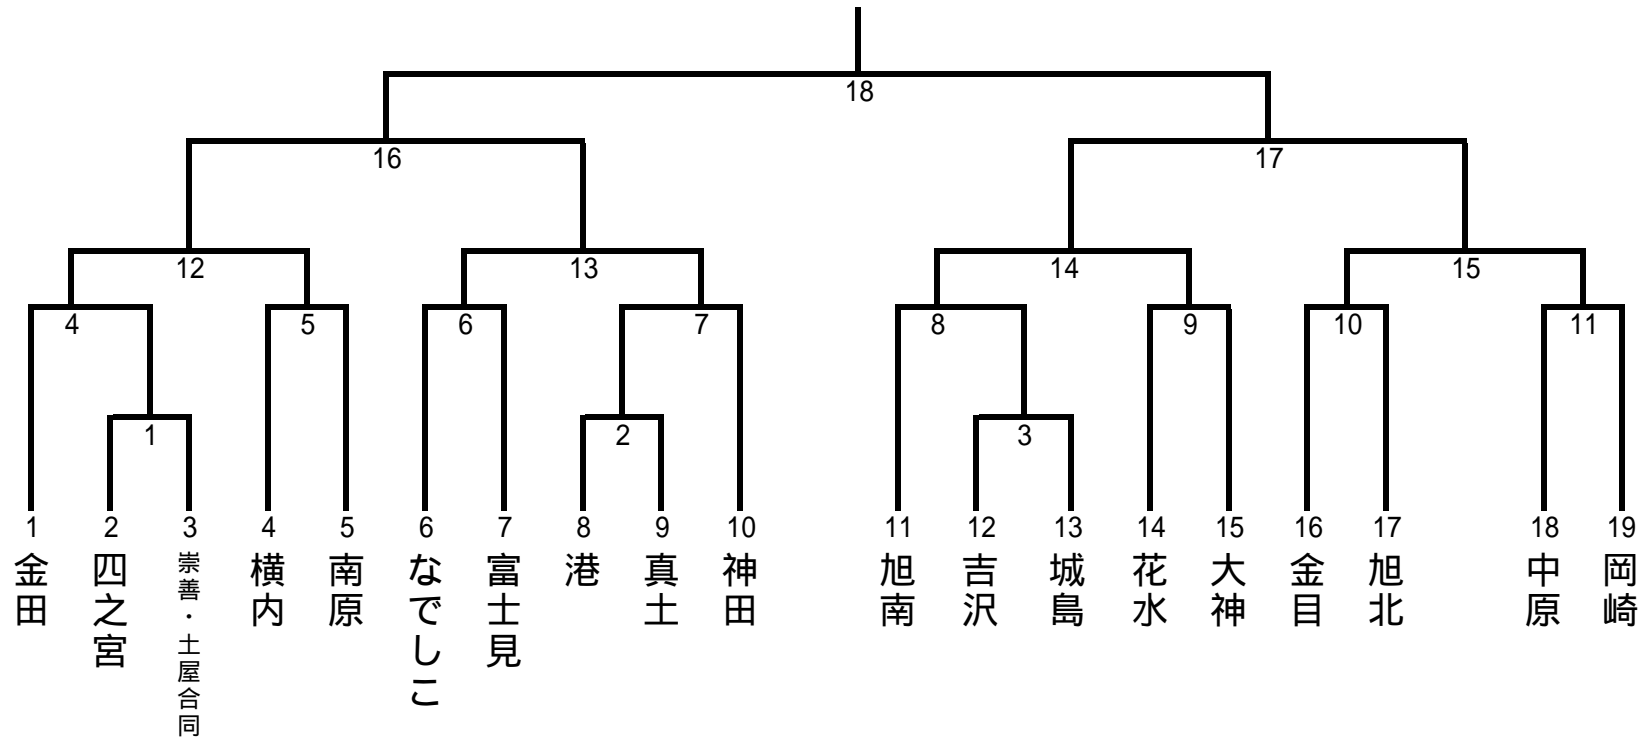 18
16
17
12
13
14
15
4
5
6
7
8
9
10
11
1
2
3
1
2
3
4
5
6
7
8
9
10
11
12
13
14
15
16
17
18
19
金田
四之宮
崇善・土屋合同
横内
南原
なでしこ
富士見
港
真土
神田
旭南
吉沢
城島
花水
大神
金目
旭北
中原
岡崎